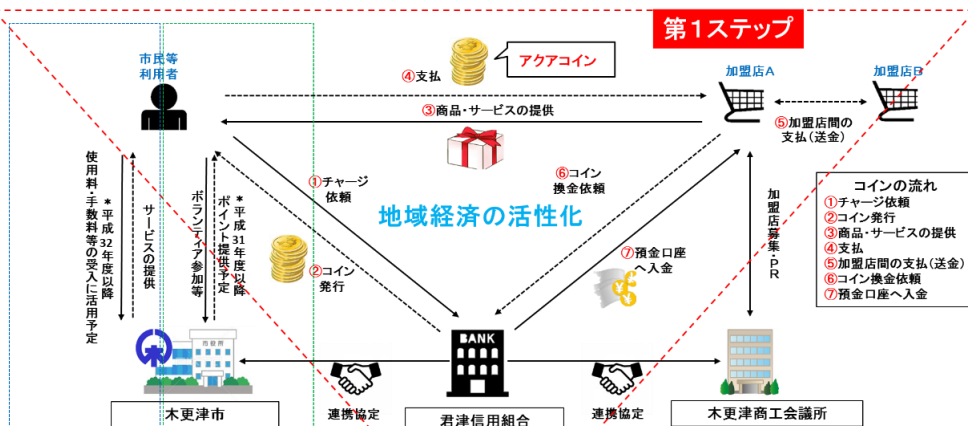 第１ステップ
市民等
利用者
④支払
アクアコイン
加盟店A
加盟店B
③商品・サービスの提供
⑤加盟店間の
支払(送金)
①チャージ
依頼
⑥コイン
換金依頼
地域経済の活性化
②コイン
発行
⑦預金口座
へ入金
使用料・手数料等の受入に活用予定
＊平成32年度以降
サービスの提供
ボランティア参加等
ポイント提供予定
＊平成31年度以降
加盟店募集・PR
コインの流れ
①チャージ依頼
②コイン発行
③商品・サービスの提供
④支払
⑤加盟店間の支払(送金)
⑥コイン換金依頼
⑦預金口座へ入金
市役所
BANK
木更津市
連携協定
君津信用組合
連携協定
木更津商工会議所